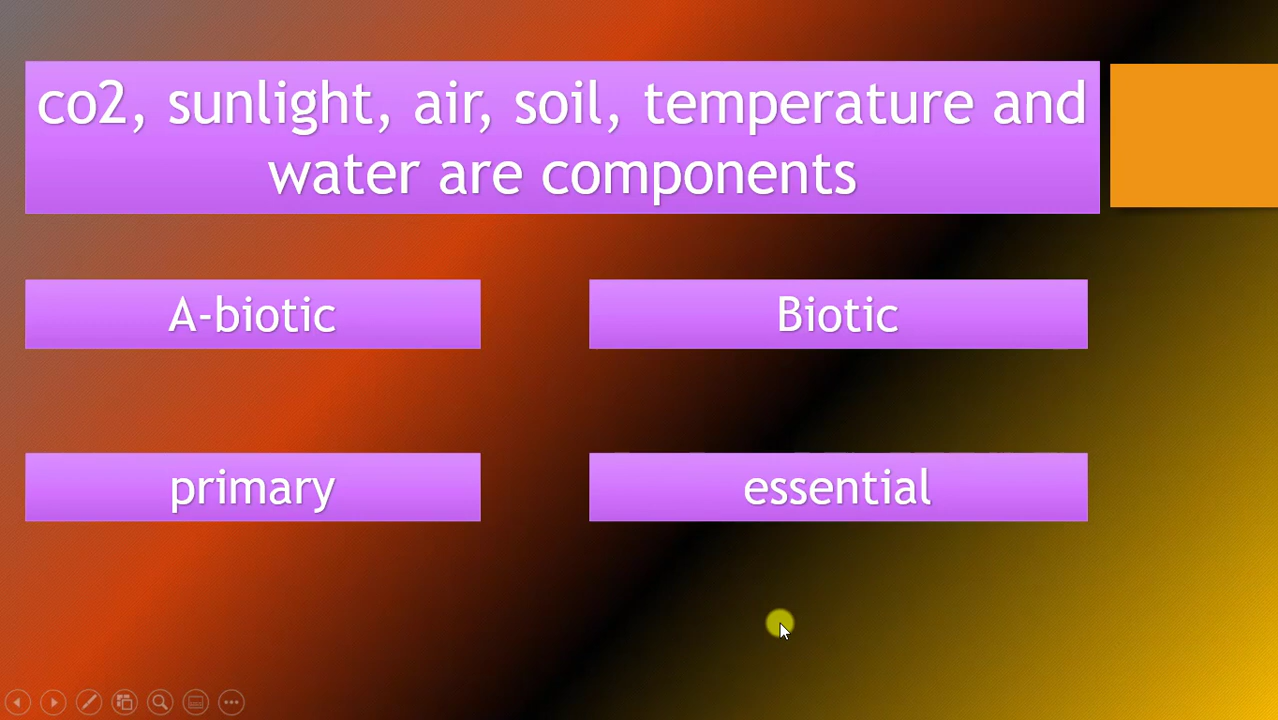 co2, sunlight, air, soil, temperature and
water are components
A-biotic
Biotic
primary
essential